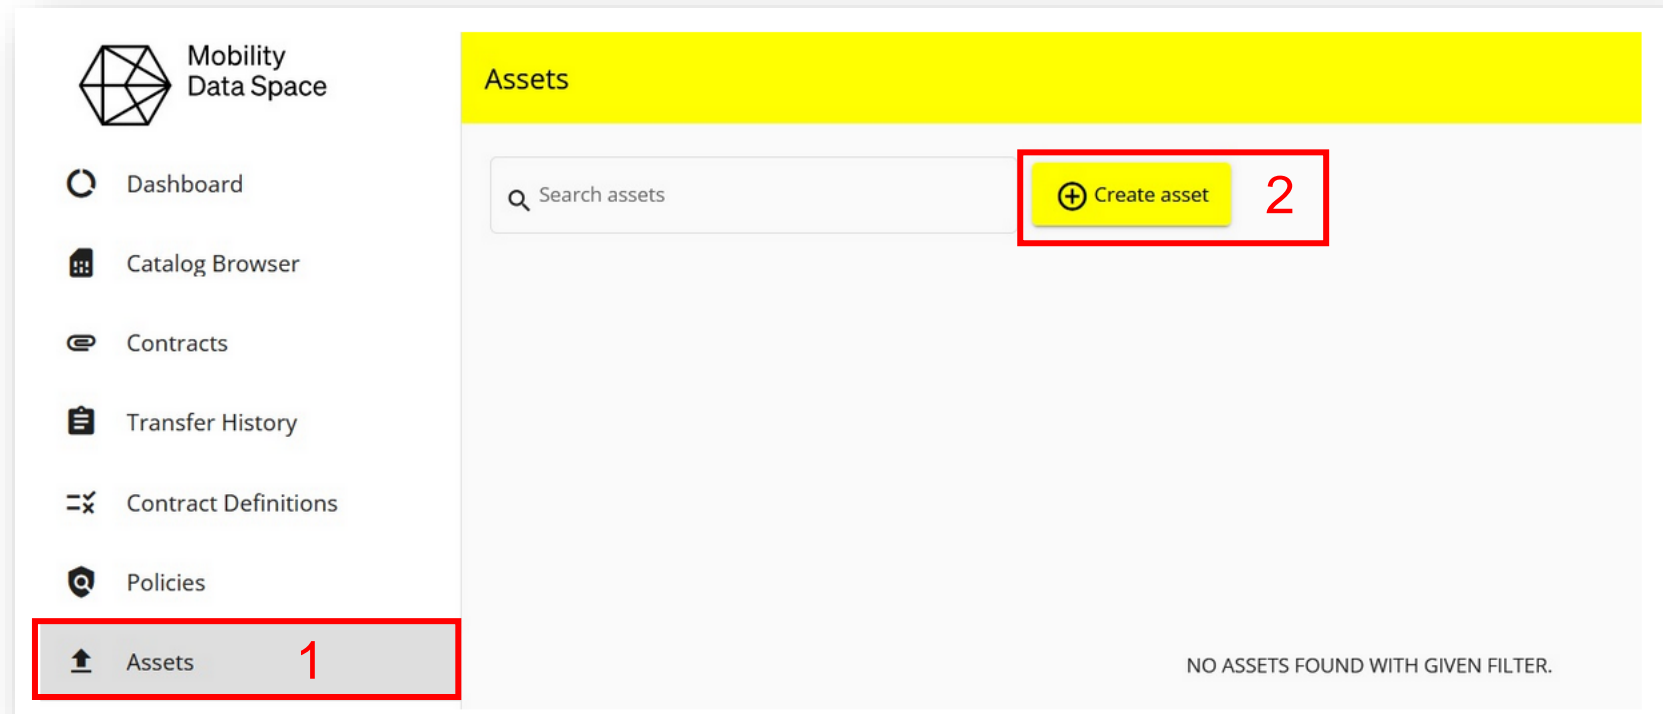 Mobility
Data Space
Dashboard
Catalog Browser
Contracts
Transfer History
Contract Definitions
Policies
Assets
1
Assets
Search assets
Create asset
2
NO ASSETS FOUND WITH GIVEN FILTER.